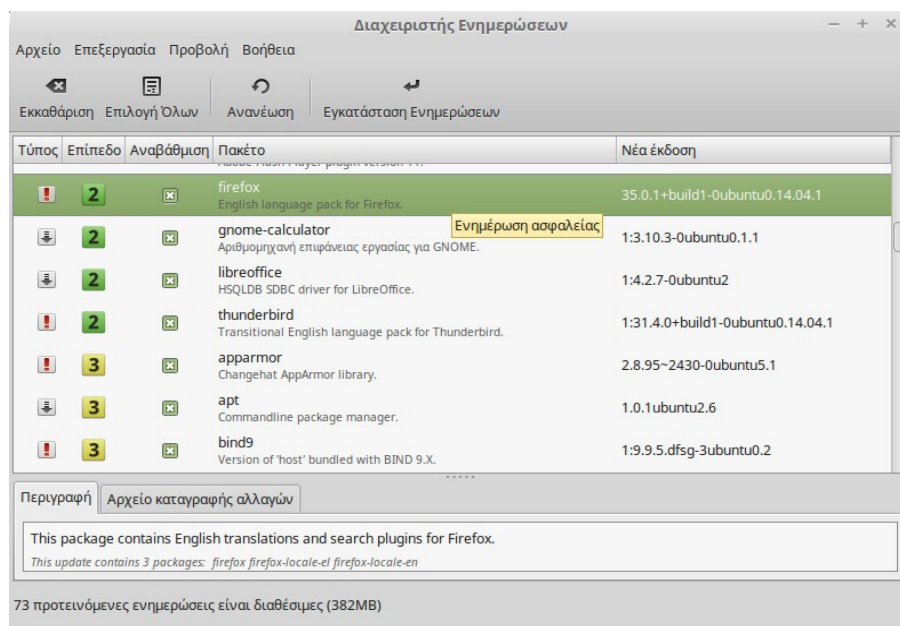 Διαχειριστής Ενημερώσεων
Αρχείο Επεξεργασία Προβολή Βοήθεια
Εκκαθάριση Επιλογή Όλων Ανανέωση Εγκατάσταση Ενημερώσεων
Τύπος Επίπεδο Αναβάθμιση Πακέτο Νέα έκδοση
Adobe Flash Player plugin version 11.
2 firefox 35.0.1+build1-0ubuntu0.14.04.1
English language pack for Firefox.
Ενημέρωση ασφαλείας
2 gnome-calculator 1:3.10.3-0ubuntu0.1.1
Αριθμομηχανή επιφάνειας εργασίας για GNOME.
2 libreoffice 1:4.2.7-0ubuntu2
HSQLDB SDBC driver for LibreOffice.
2 thunderbird 1:31.4.0+build1-0ubuntu0.14.04.1
Transitional English language pack for Thunderbird.
3 apparmor 2.8.95~2430-0ubuntu5.1
Changehat AppArmor library.
3 apt 1.0.1ubuntu2.6
Commandline package manager.
3 bind9 1:9.9.5.dfsg-3ubuntu0.2
Version of 'host' bundled with BIND 9.X.
Περιγραφή Αρχείο καταγραφής αλλαγών
This package contains English translations and search plugins for Firefox.
This update contains 3 packages: firefox firefox-locale-el firefox-locale-en
73 προτεινόμενες ενημερώσεις είναι διαθέσιμες (382MB)